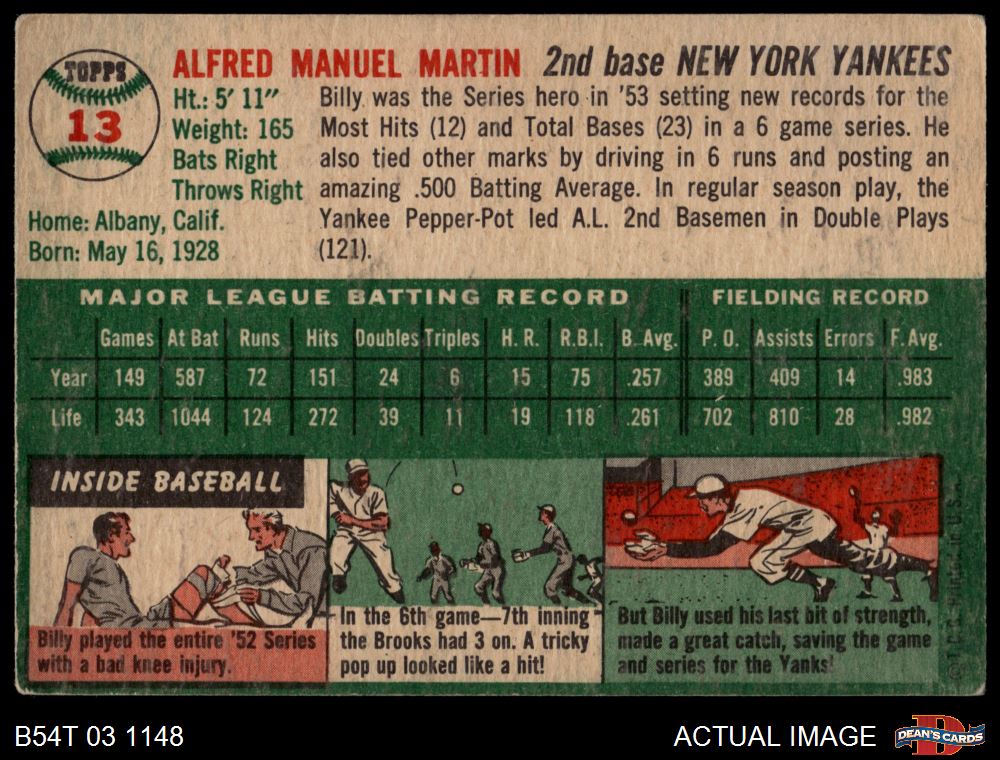 TOPPS
13
ALFRED MANUEL MARTIN 2nd base NEW YORK YANKEES
Ht.: 5' 11"
Weight: 165
Bats Right
Throws Right
Home: Albany, Calif.
Born: May 16, 1928
Billy was the Series hero in '53 setting new records for the
Most Hits (12) and Total Bases (23) in a 6 game series. He
also tied other marks by driving in 6 runs and posting an
amazing .500 Batting Average. In regular season play, the
Yankee Pepper-Pot led A.L. 2nd Basemen in Double Plays
(121).
MAJOR LEAGUE BATTING RECORD FIELDING RECORD
Games At Bat Runs Hits Doubles Triples H. R. R.B.I. B. Avg. P. O. Assists Errors F. Avg.
Year 149 587 72 151 24 6 15 75 .257 389 409 14 .983
Life 343 1044 124 272 39 11 19 118 .261 702 810 28 .982
INSIDE BASEBALL
Billy played the entire '52 Series
with a bad knee injury.
In the 6th game—7th inning
the Brooks had 3 on. A tricky
pop up looked like a hit!
But Billy used his last bit of strength,
made a great catch, saving the game
and series for the Yanks!
© T.C.G. Printed in U.S.A.
B54T 03 1148
ACTUAL IMAGE
DEAN'S CARDS